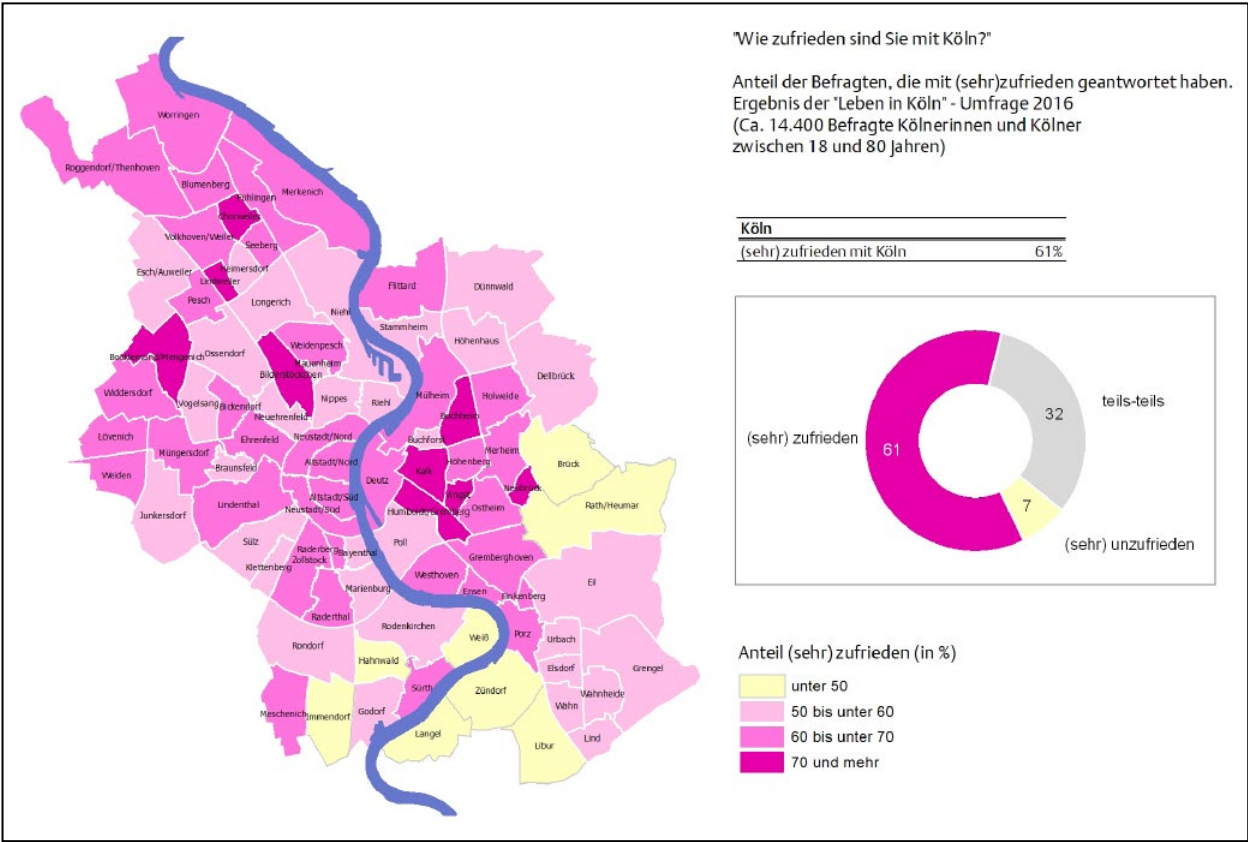 "Wie zufrieden sind Sie mit Köln?"
Anteil der Befragten, die mit (sehr)zufrieden geantwortet haben.
Ergebnis der "Leben in Köln" - Umfrage 2016
(Ca. 14.400 Befragte Kölnerinnen und Kölner
zwischen 18 und 80 Jahren)
Köln
(sehr) zufrieden mit Köln 61%
(sehr) zufrieden
61
32
teils-teils
7
(sehr) unzufrieden
Anteil (sehr) zufrieden (in %)
unter 50
50 bis unter 60
60 bis unter 70
70 und mehr
Worringen
Roggendorf/Thenhoven
Blumenberg
Fühlingen
Merkenich
Chorweiler
Volkhoven/Weiler
Seeberg
Esch/Auweiler
Heimersdorf
Lindweiler
Pesch
Longerich
Niehl
Flittard
Dünnwald
Stammheim
Höhenhaus
Bocklemünd/Mengenich
Ossendorf
Weidenpesch
Mauenheim
Bilderstöckchen
Dellbrück
Widdersdorf
Vogelsang
Bickendorf
Neuehrenfeld
Nippes
Riehl
Mülheim
Buchheim
Holweide
Lövenich
Müngersdorf
Ehrenfeld
Neustadt/Nord
Buchforst
Weiden
Braunsfeld
Altstadt/Nord
Deutz
Kalk
Höhenberg
Merheim
Brück
Junkersdorf
Lindenthal
Altstadt/Süd
Neustadt/Süd
Humboldt/Gremberg
Vingst
Neubrück
Ostheim
Rath/Heumar
Sülz
Klettenberg
Raderberg
Zollstock
Bayenthal
Poll
Gremberghoven
Marienburg
Westhoven
Ensen
Finkenberg
Eil
Raderthal
Rodenkirchen
Rondorf
Hahnwald
Weiß
Porz
Urbach
Elsdorf
Grengel
Meschenich
Immendorf
Godorf
Sürth
Zündorf
Wahn
Wahnheide
Langel
Libur
Lind